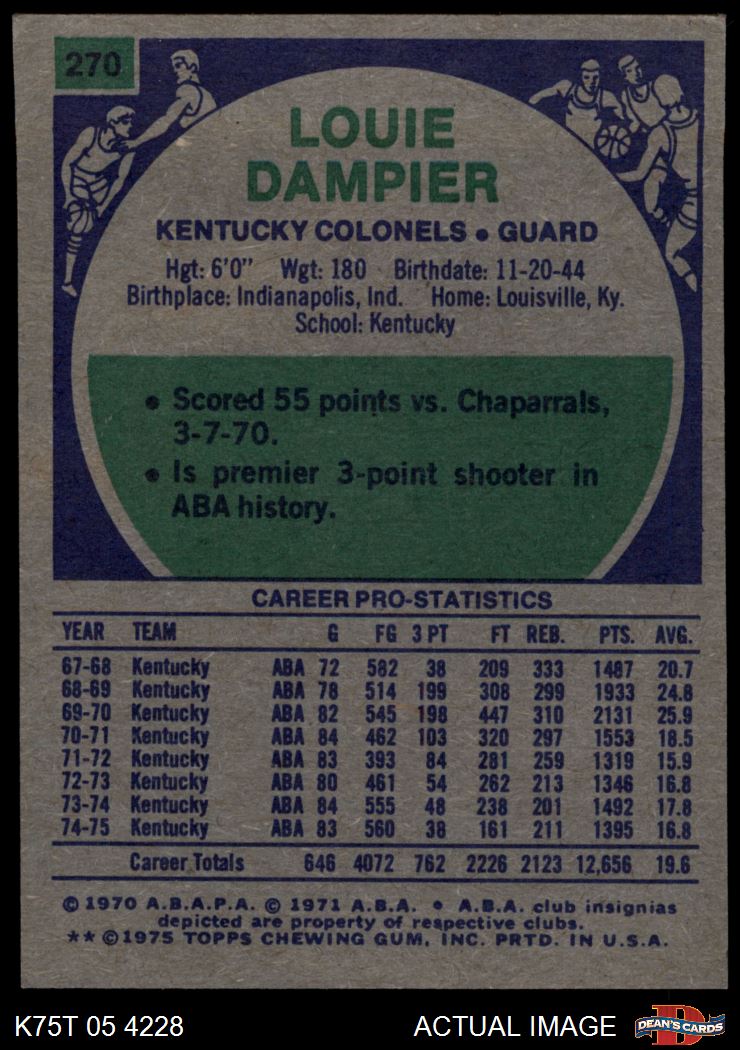 270
LOUIE
DAMPIER
KENTUCKY COLONELS • GUARD
Hgt: 6'0" Wgt: 180 Birthdate: 11-20-44
Birthplace: Indianapolis, Ind. Home: Louisville, Ky.
School: Kentucky
• Scored 55 points vs. Chaparrals,
3-7-70.
• Is premier 3-point shooter in
ABA history.
CAREER PRO-STATISTICS
YEAR TEAM G FG 3 PT FT REB. PTS. AVG.
67-68 Kentucky ABA 72 582 38 209 333 1487 20.7
68-69 Kentucky ABA 78 514 199 308 299 1933 24.8
69-70 Kentucky ABA 82 545 198 447 310 2131 25.9
70-71 Kentucky ABA 84 462 103 320 297 1553 18.5
71-72 Kentucky ABA 83 393 84 281 259 1319 15.9
72-73 Kentucky ABA 80 461 54 262 213 1346 16.8
73-74 Kentucky ABA 84 555 48 238 201 1492 17.8
74-75 Kentucky ABA 83 560 38 161 211 1395 16.8
Career Totals 646 4072 762 2226 2123 12,656 19.6
© 1970 A.B.A.P.A. © 1971 A.B.A. • A.B.A. club insignias
depicted are property of respective clubs.
** © 1975 TOPPS CHEWING GUM, INC. PRTD. IN U.S.A.
K75T 05 4228 ACTUAL IMAGE D DEAN'S CARDS